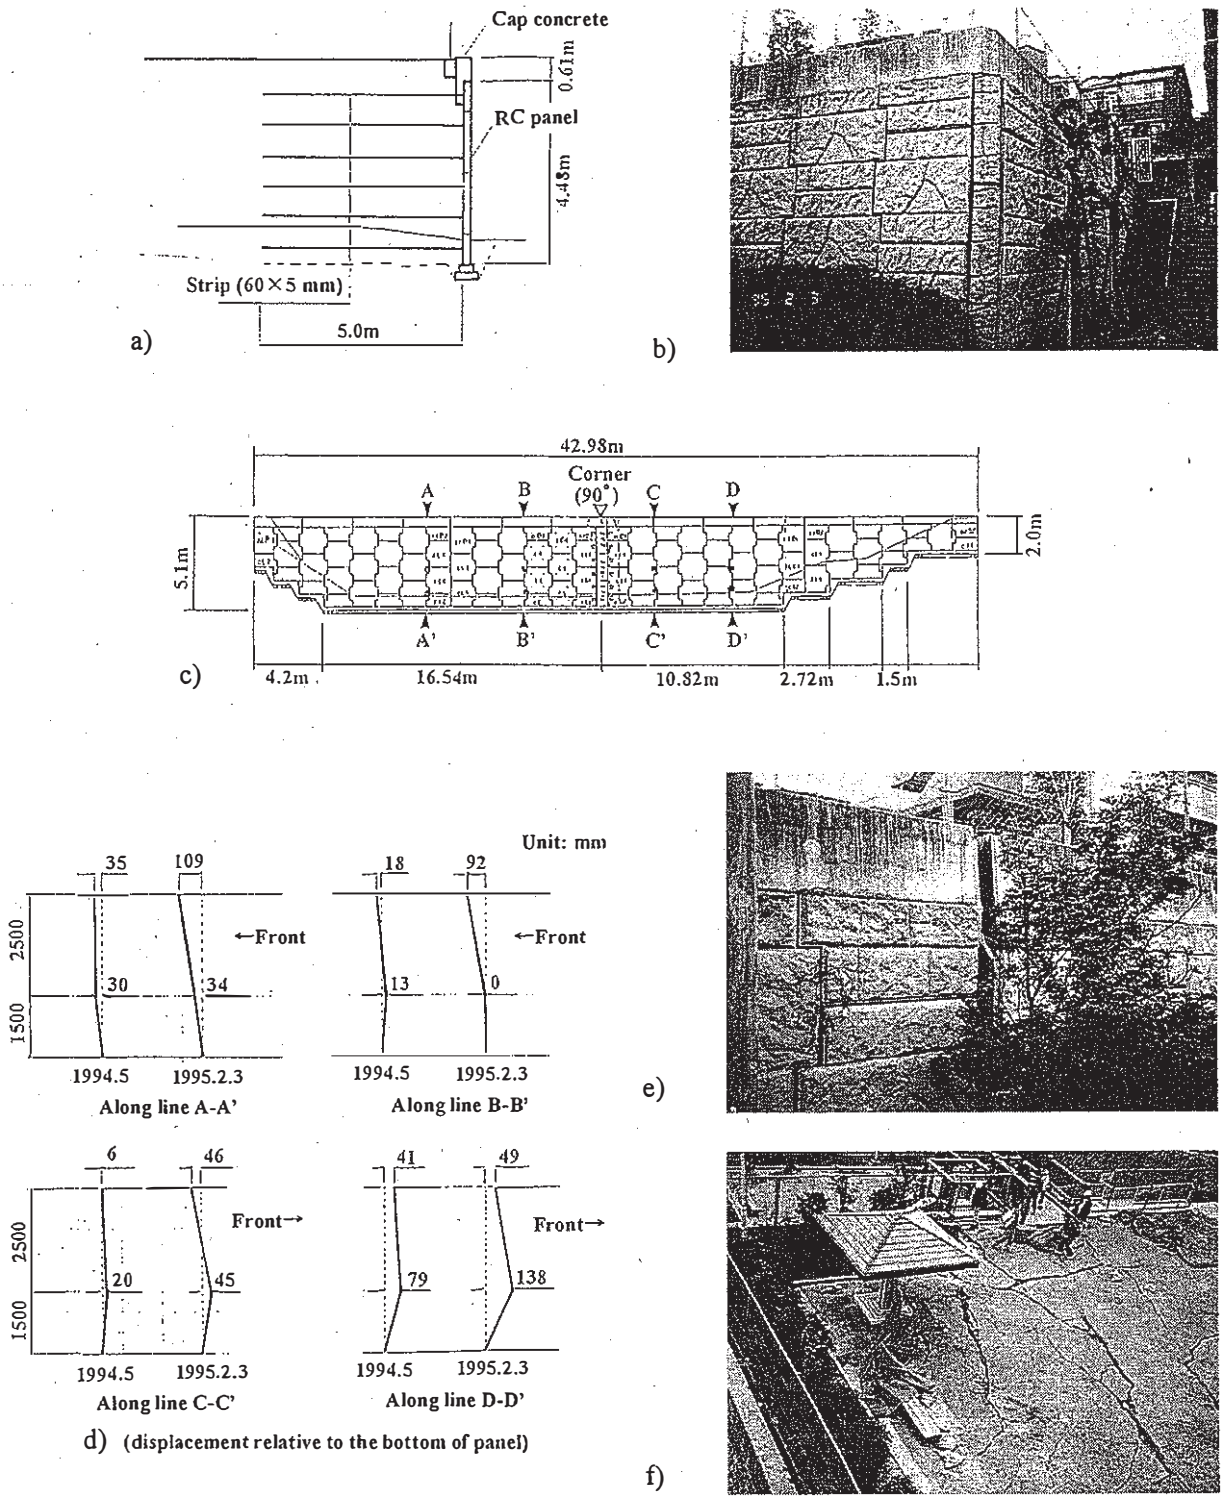 Cap concrete
0.61m
RC panel
4.48m
Strip (60×5 mm)
5.0m
a)
b)
42.98m
Corner
(90°)
A B C D
5.1m
2.0m
A' B' C' D'
c)
4.2m 16.54m 10.82m 2.72m 1.5m
Unit: mm
35 109
2500
←Front
30 34
1500
1994.5 1995.2.3
Along line A-A'
18 92
←Front
13 0
1994.5 1995.2.3
Along line B-B'
e)
6 46
2500
Front→
20 45
1500
1994.5 1995.2.3
Along line C-C'
41 49
Front→
79 138
1994.5 1995.2.3
Along line D-D'
d) (displacement relative to the bottom of panel)
f)